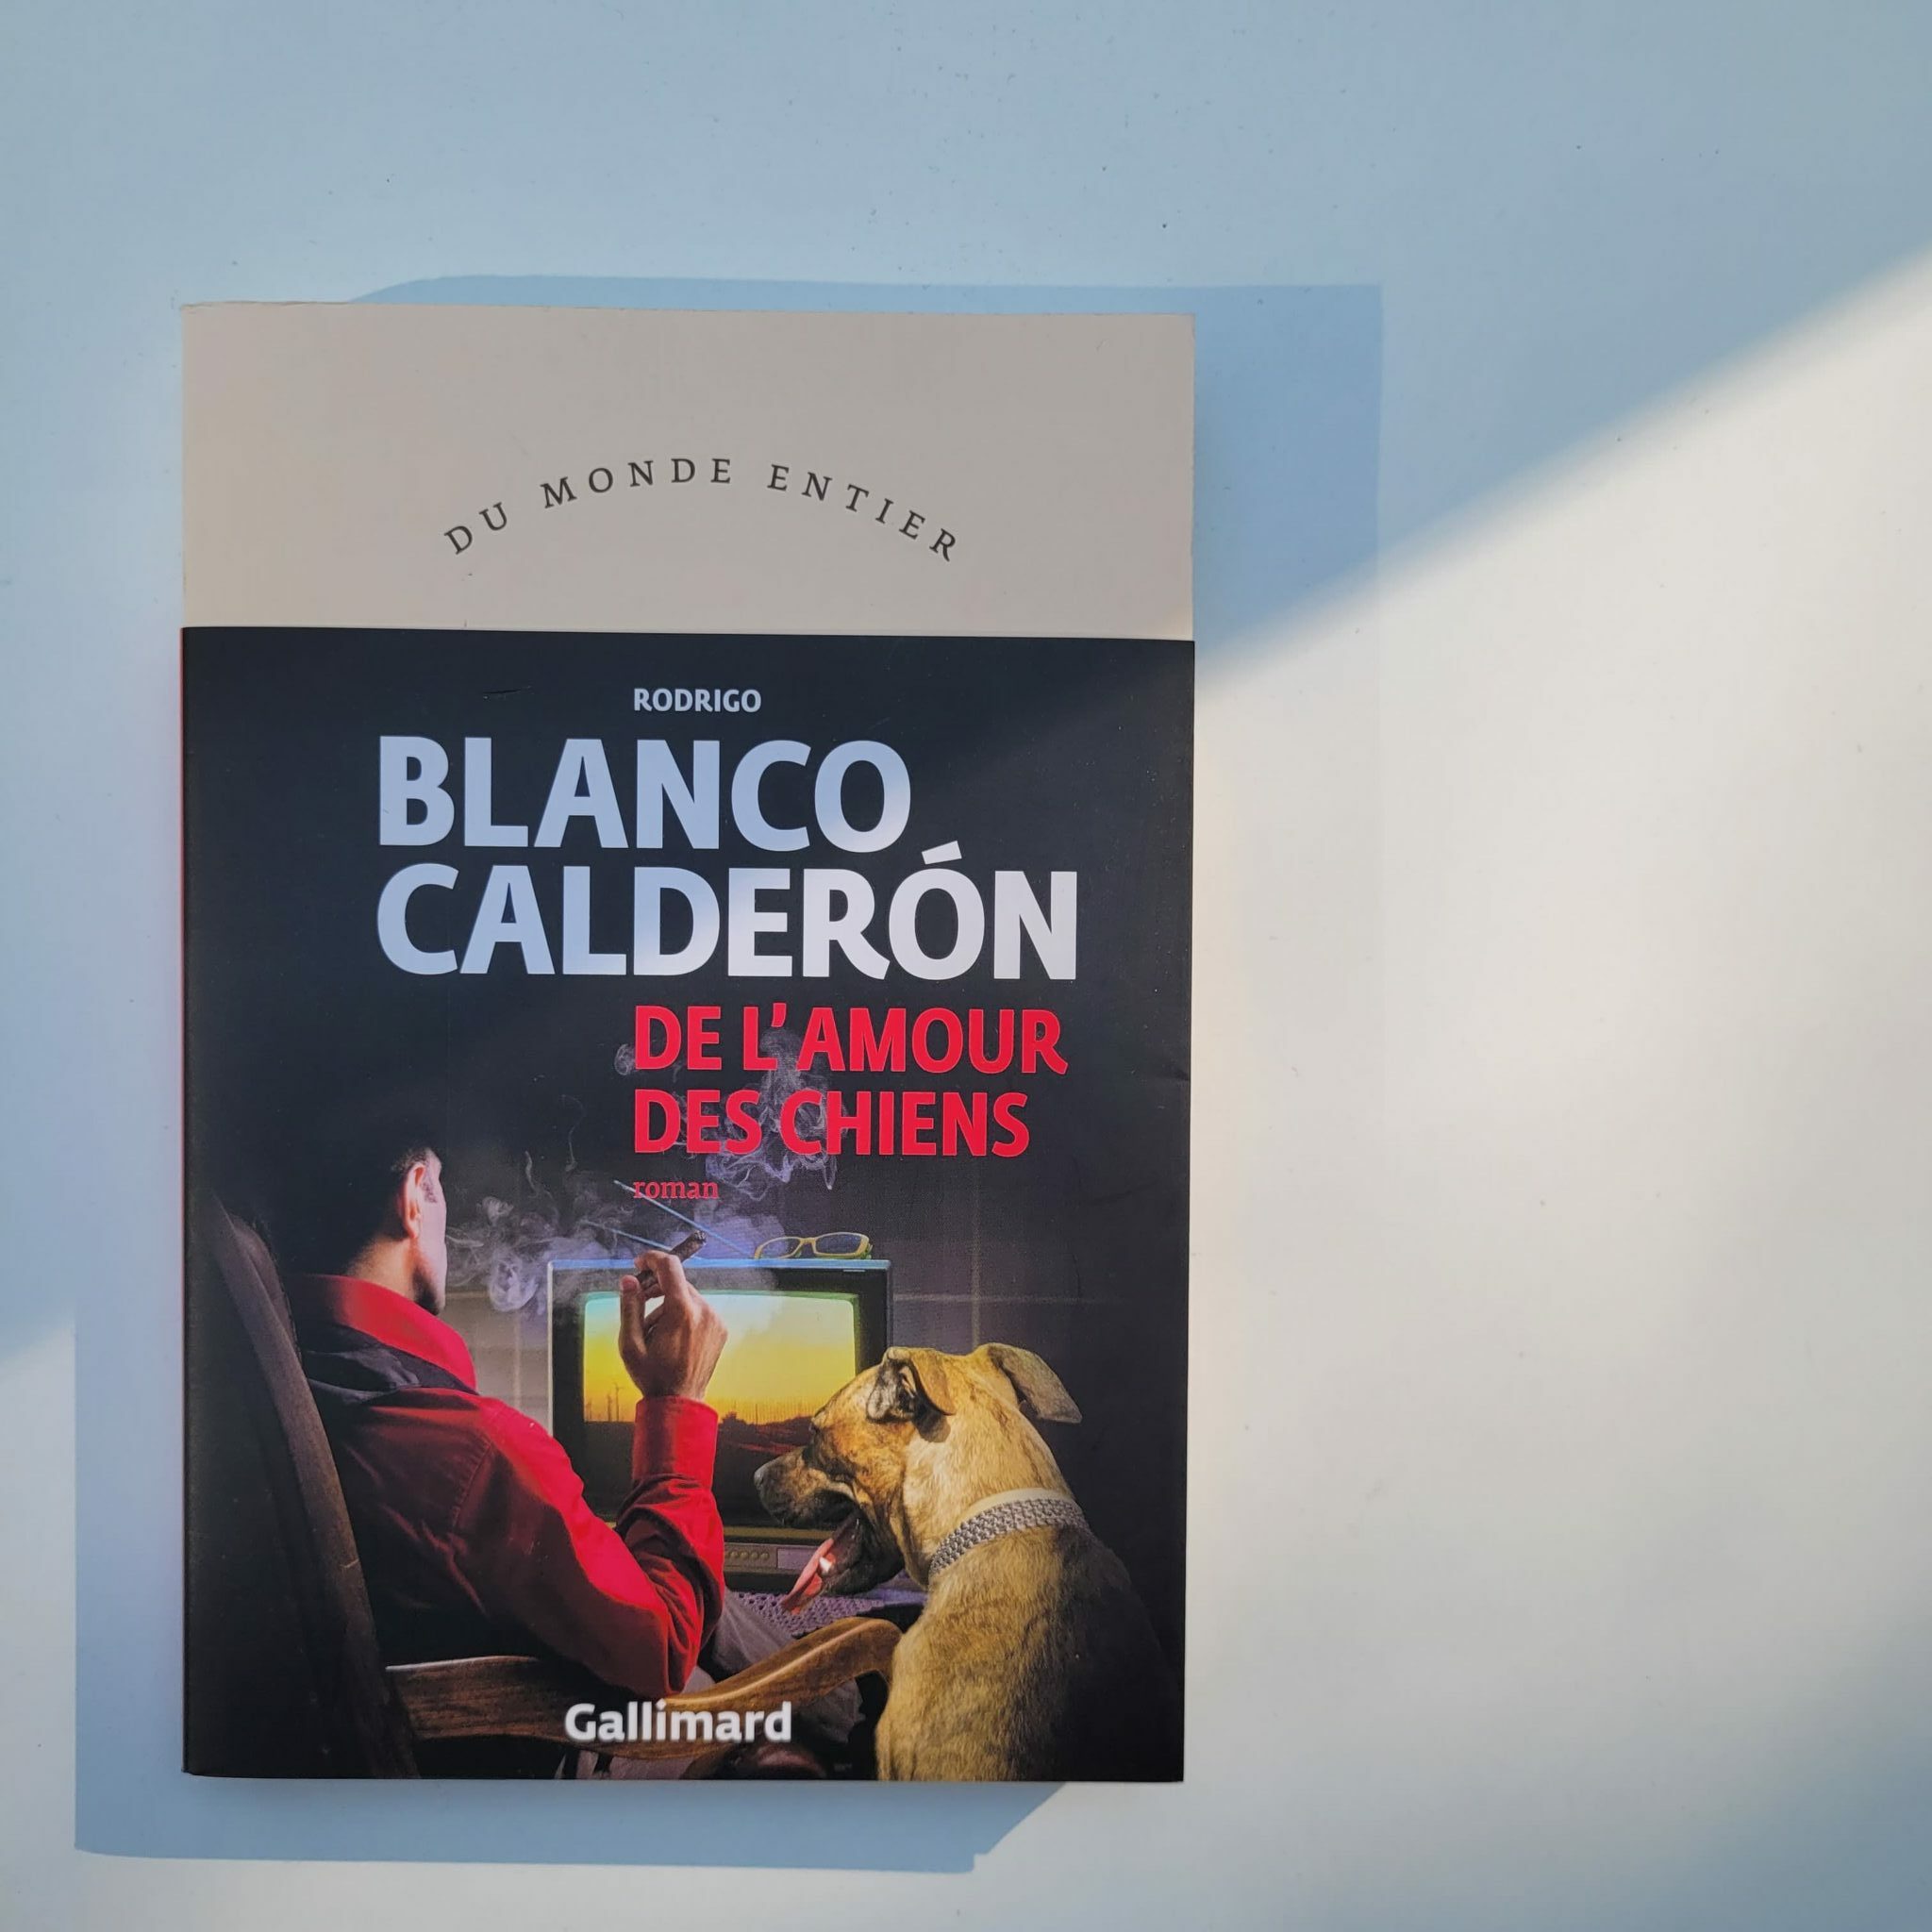 DU MONDE ENTIER
RODRIGO
BLANCO
CALDERÓN
DE L'AMOUR
DES CHIENS
roman
Gallimard